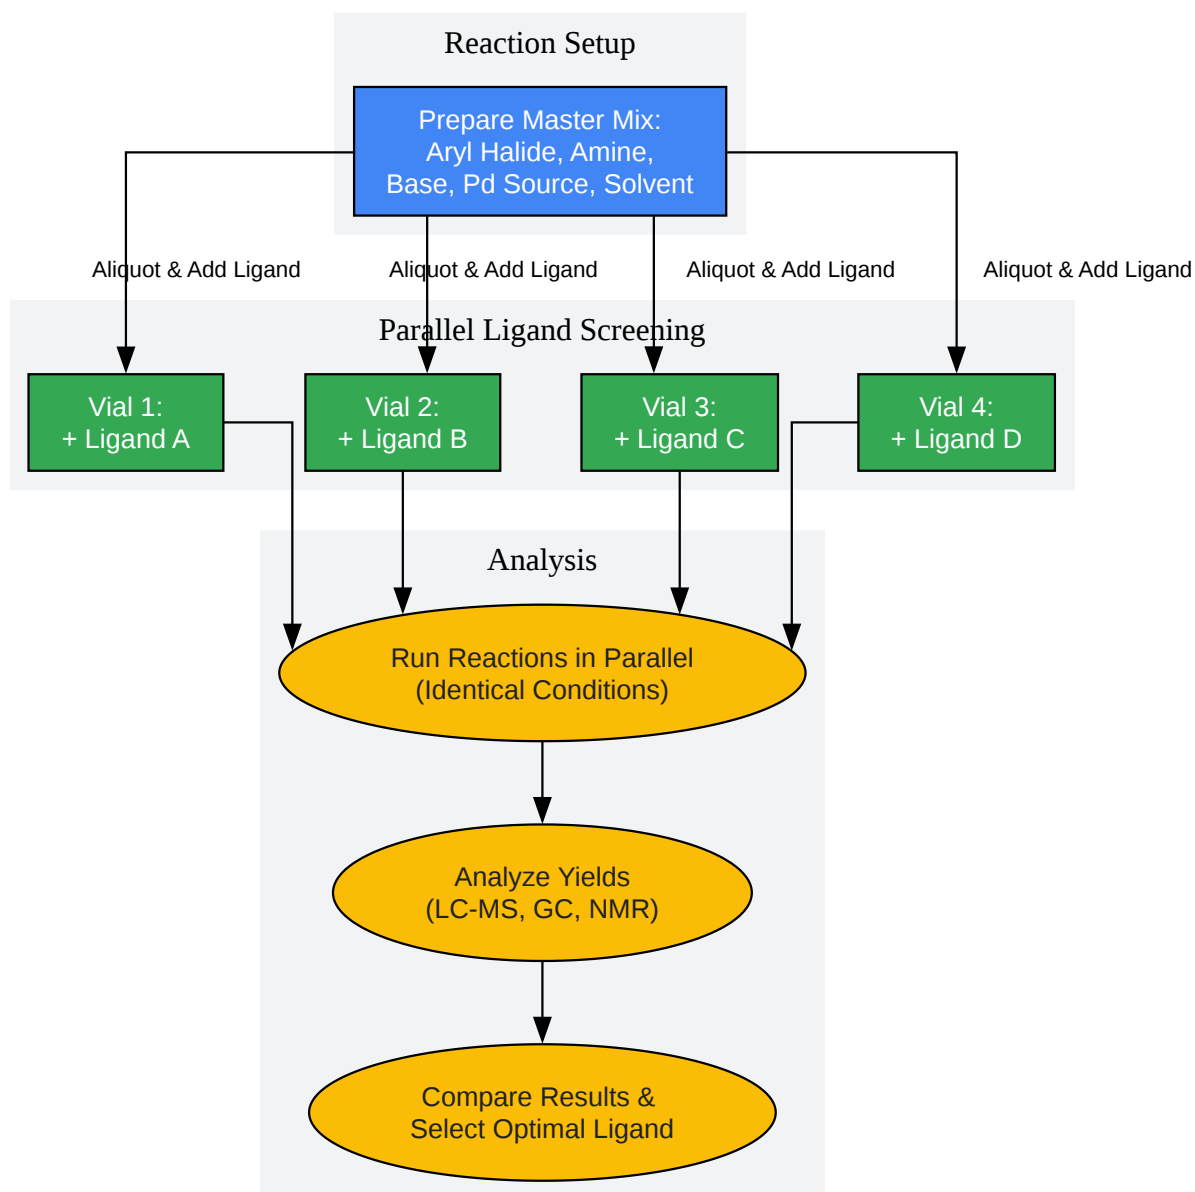 Reaction Setup
Prepare Master Mix:
Aryl Halide, Amine,
Base, Pd Source, Solvent
Aliquot & Add Ligand
Aliquot & Add Ligand
Aliquot & Add Ligand
Aliquot & Add Ligand
Parallel Ligand Screening
Vial 1:
+ Ligand A
Vial 2:
+ Ligand B
Vial 3:
+ Ligand C
Vial 4:
+ Ligand D
Analysis
Run Reactions in Parallel
(Identical Conditions)
Analyze Yields
(LC-MS, GC, NMR)
Compare Results &
Select Optimal Ligand